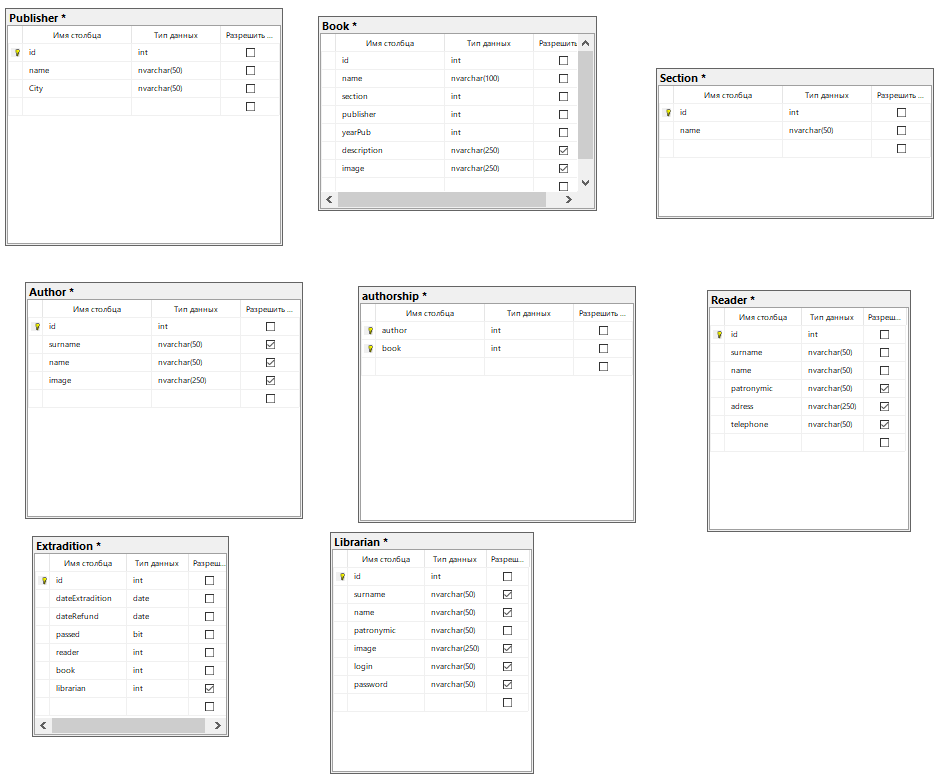 Publisher *
Имя столбца Тип данных Разрешить ...
id int
name nvarchar(50)
City nvarchar(50)
Book *
Имя столбца Тип данных Разрешить
id int
name nvarchar(100)
section int
publisher int
yearPub int
description nvarchar(250)
image nvarchar(250)
Section *
Имя столбца Тип данных Разрешить ...
id int
name nvarchar(50)
Author *
Имя столбца Тип данных Разрешить ...
id int
surname nvarchar(50)
name nvarchar(50)
image nvarchar(250)
authorship *
Имя столбца Тип данных Разрешить ...
author int
book int
Reader *
Имя столбца Тип данных Разреш...
id int
surname nvarchar(50)
name nvarchar(50)
patronymic nvarchar(50)
adress nvarchar(250)
telephone nvarchar(50)
Extradition *
Имя столбца Тип данных Разреш...
id int
dateExtradition date
dateRefund date
passed bit
reader int
book int
librarian int
Librarian *
Имя столбца Тип данных Разреш...
id int
surname nvarchar(50)
name nvarchar(50)
patronymic nvarchar(50)
image nvarchar(250)
login nvarchar(50)
password nvarchar(50)